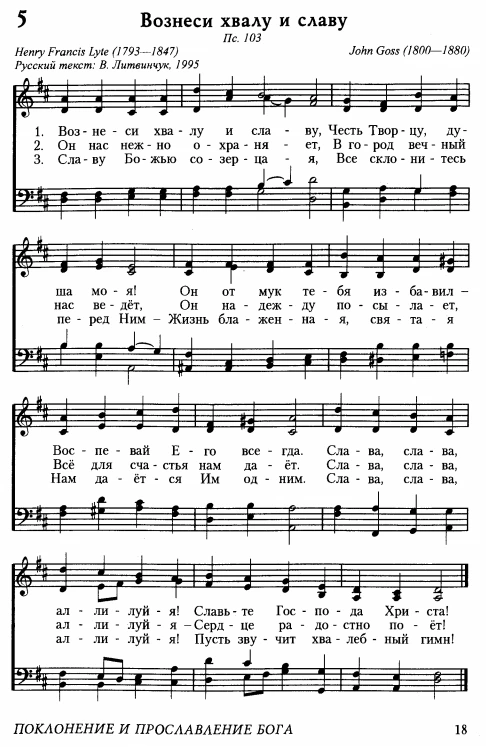 5
Вознеси хвалу и славу
Пс. 103
Henry Francis Lyte (1793—1847)
John Goss (1800—1880)
Русский текст: В. Литвинчук, 1995
1. Воз - не - си хва - лу и сла - ву, Честь Твор - цу, ду-
2. Он нас неж - но о - хра - ня - ет, В го - род веч - ный
3. Сла - ву Бо - жью со - зер - ца - я, Все скло - ни - тесь
ша мо - я! Он от мук те - бя из - ба - вил –
нас ве - дёт, Он на - деж - ду по - сы - ла - ет,
пе - ред Ним – Жизнь бла - жен - на - я, свя - та - я
Вос - пе - вай Е - го все - гда. Сла - ва, сла - ва,
Всё для сча - стья нам да - ёт. Сла - ва, сла - ва,
Нам да - ёт - ся Им од - ним. Сла - ва, сла - ва,
ал - ли - луй - я! Славь - те Гос - по - да Хри - ста!
ал - ли - луй - я – Серд - це ра - до - стно по - ёт!
ал - ли - луй - я! Пусть зву - чит хва - леб - ный гимн!
ПОКЛОНЕНИЕ И ПРОСЛАВЛЕНИЕ БОГА
18